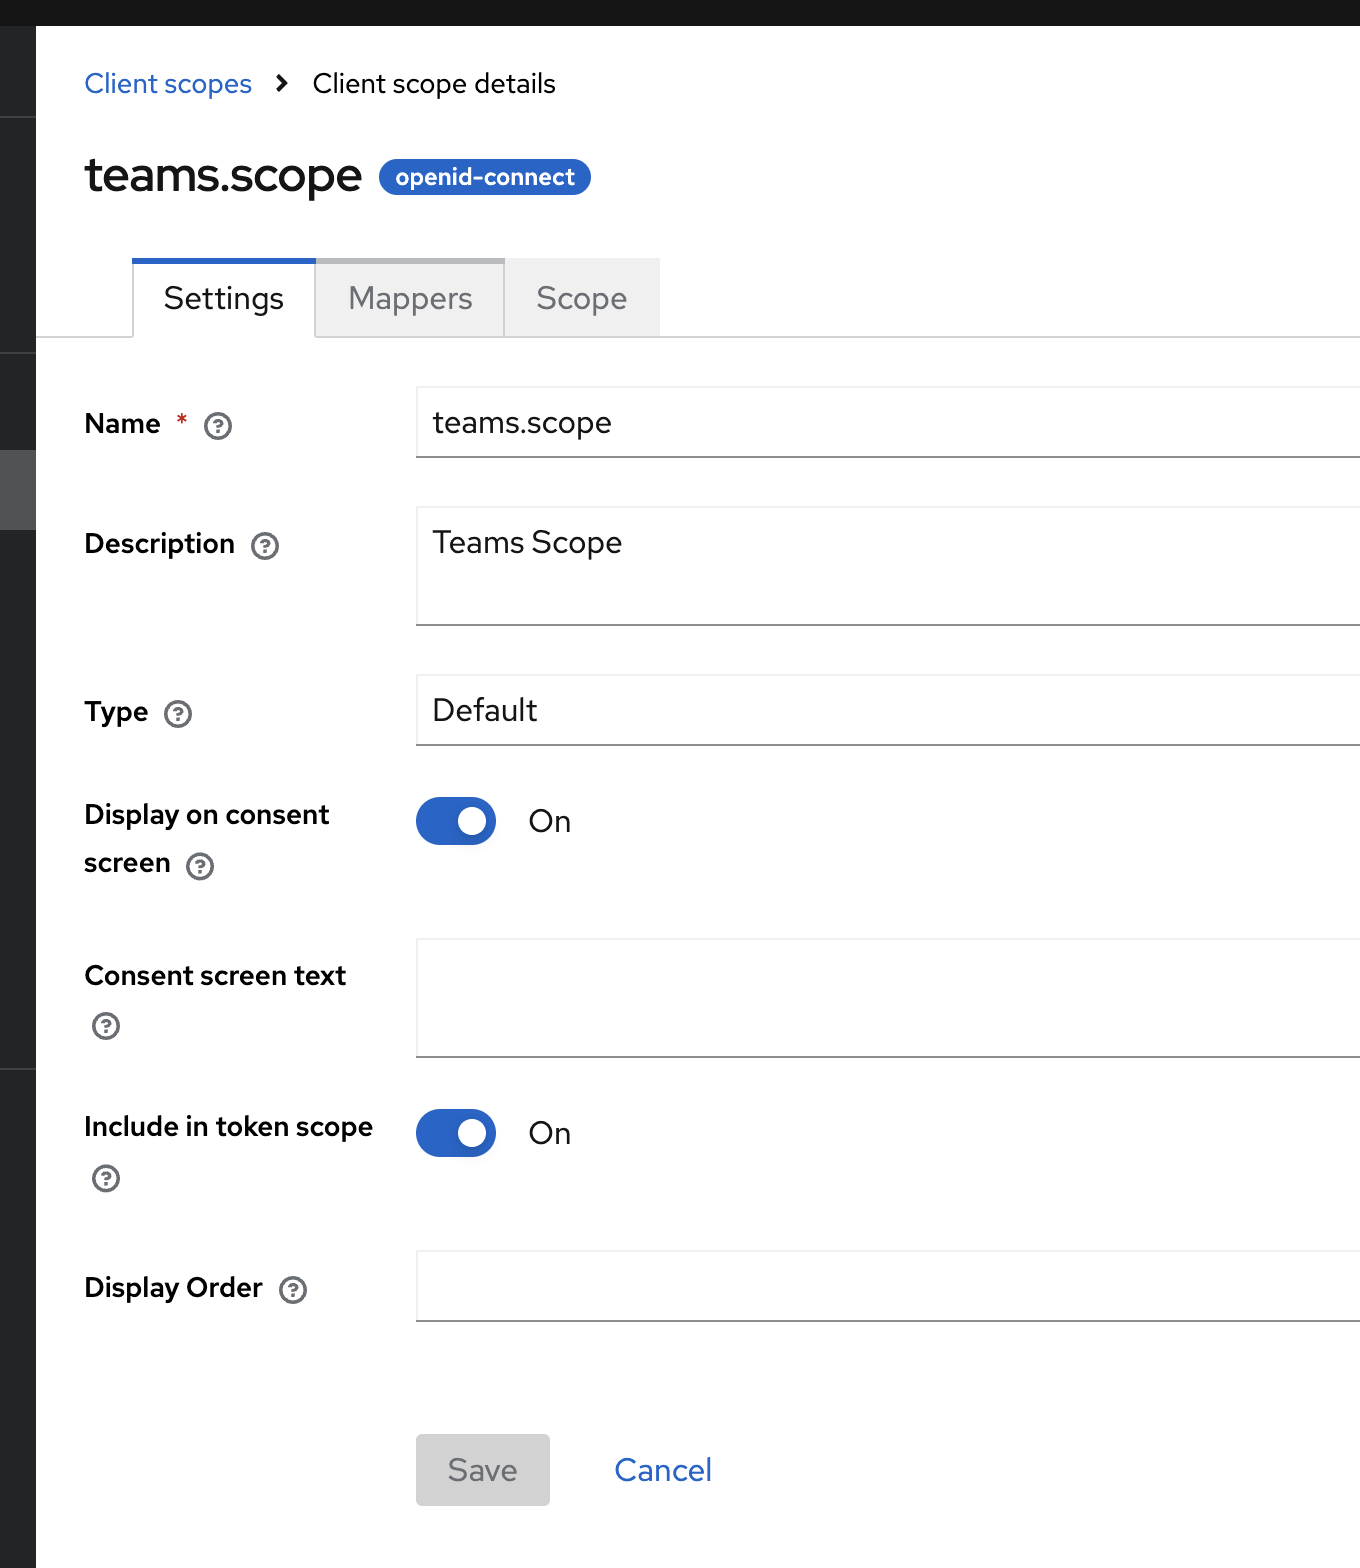 Client scopes > Client scope details
teams.scope openid-connect
Settings Mappers Scope
Name * teams.scope
Description Teams Scope
Type Default
Display on consent
screen On
Consent screen text
Include in token scope On
Display Order
Save Cancel